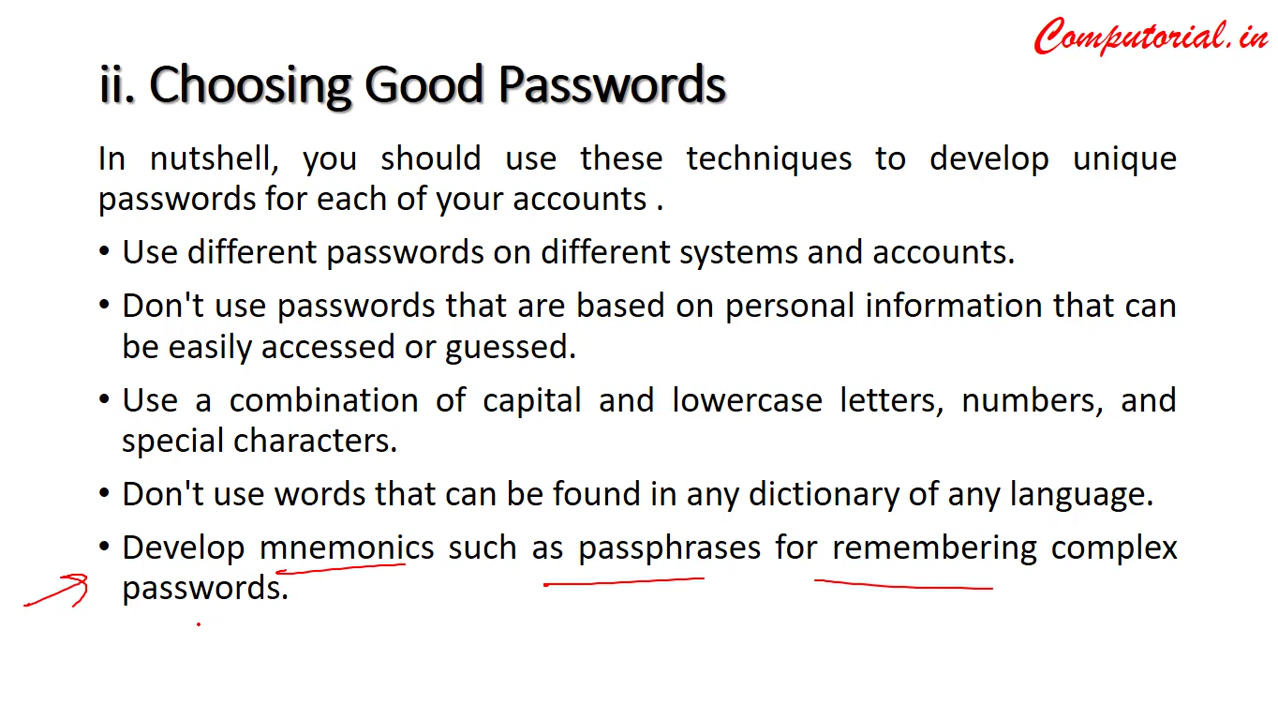 Computorial.in
ii. Choosing Good Passwords
In nutshell, you should use these techniques to develop unique
passwords for each of your accounts .
• Use different passwords on different systems and accounts.
• Don't use passwords that are based on personal information that can
be easily accessed or guessed.
• Use a combination of capital and lowercase letters, numbers, and
special characters.
• Don't use words that can be found in any dictionary of any language.
• Develop mnemonics such as passphrases for remembering complex
passwords.